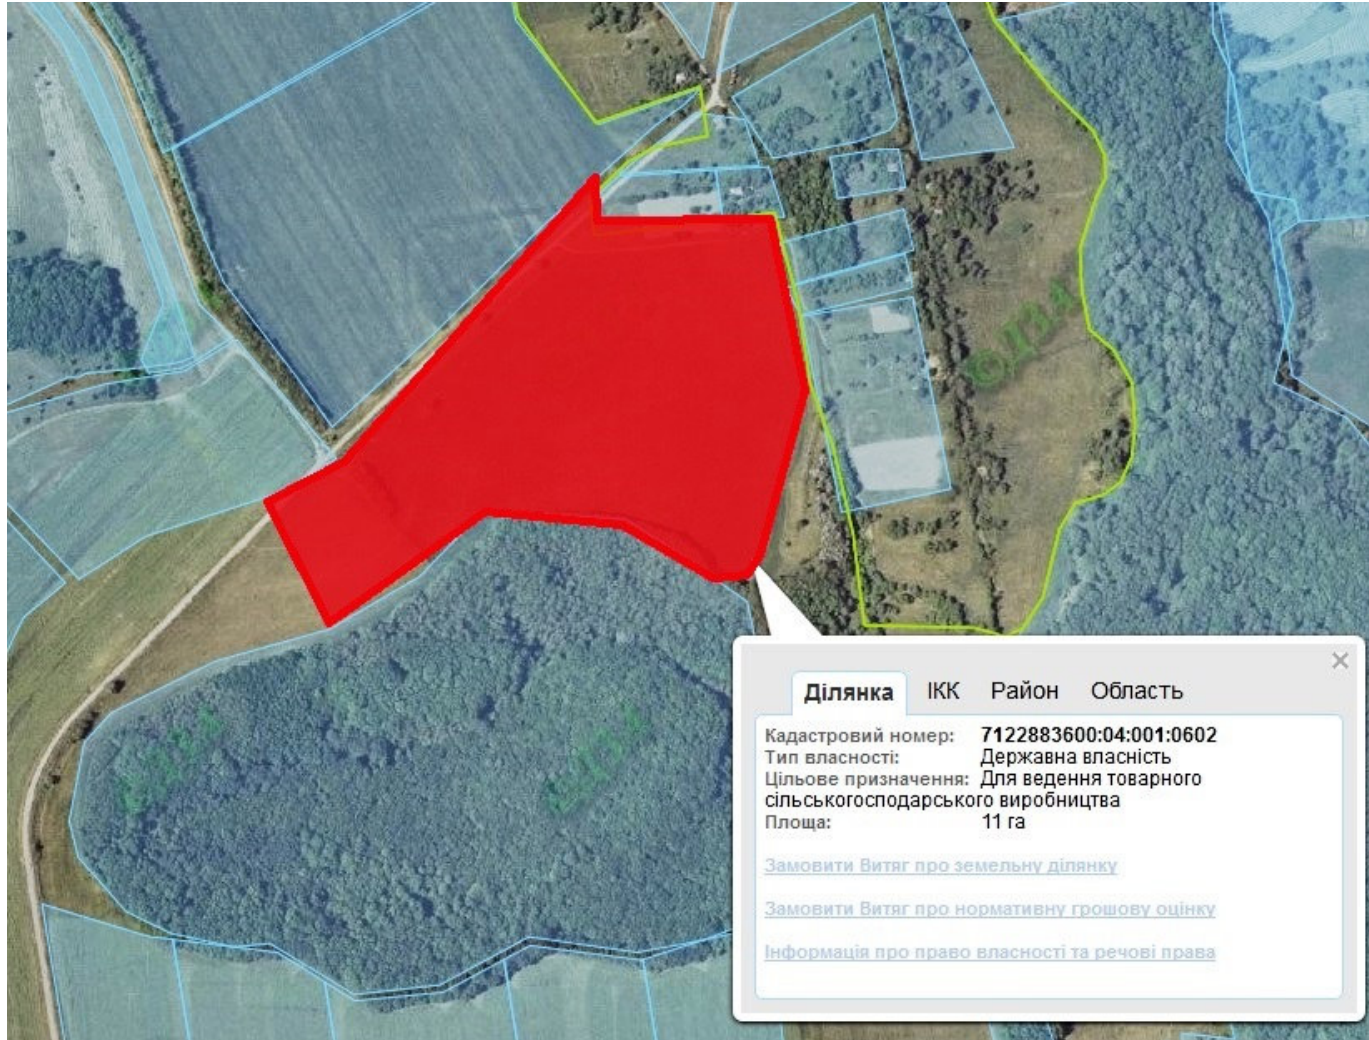 ©ДЗК
×
Ділянка ІКК Район Область
Кадастровий номер: 7122883600:04:001:0602
Тип власності: Державна власність
Цільове призначення: Для ведення товарного
сільськогосподарського виробництва
Площа: 11 га
Замовити Витяг про земельну ділянку
Замовити Витяг про нормативну грошову оцінку
Інформація про право власності та речові права